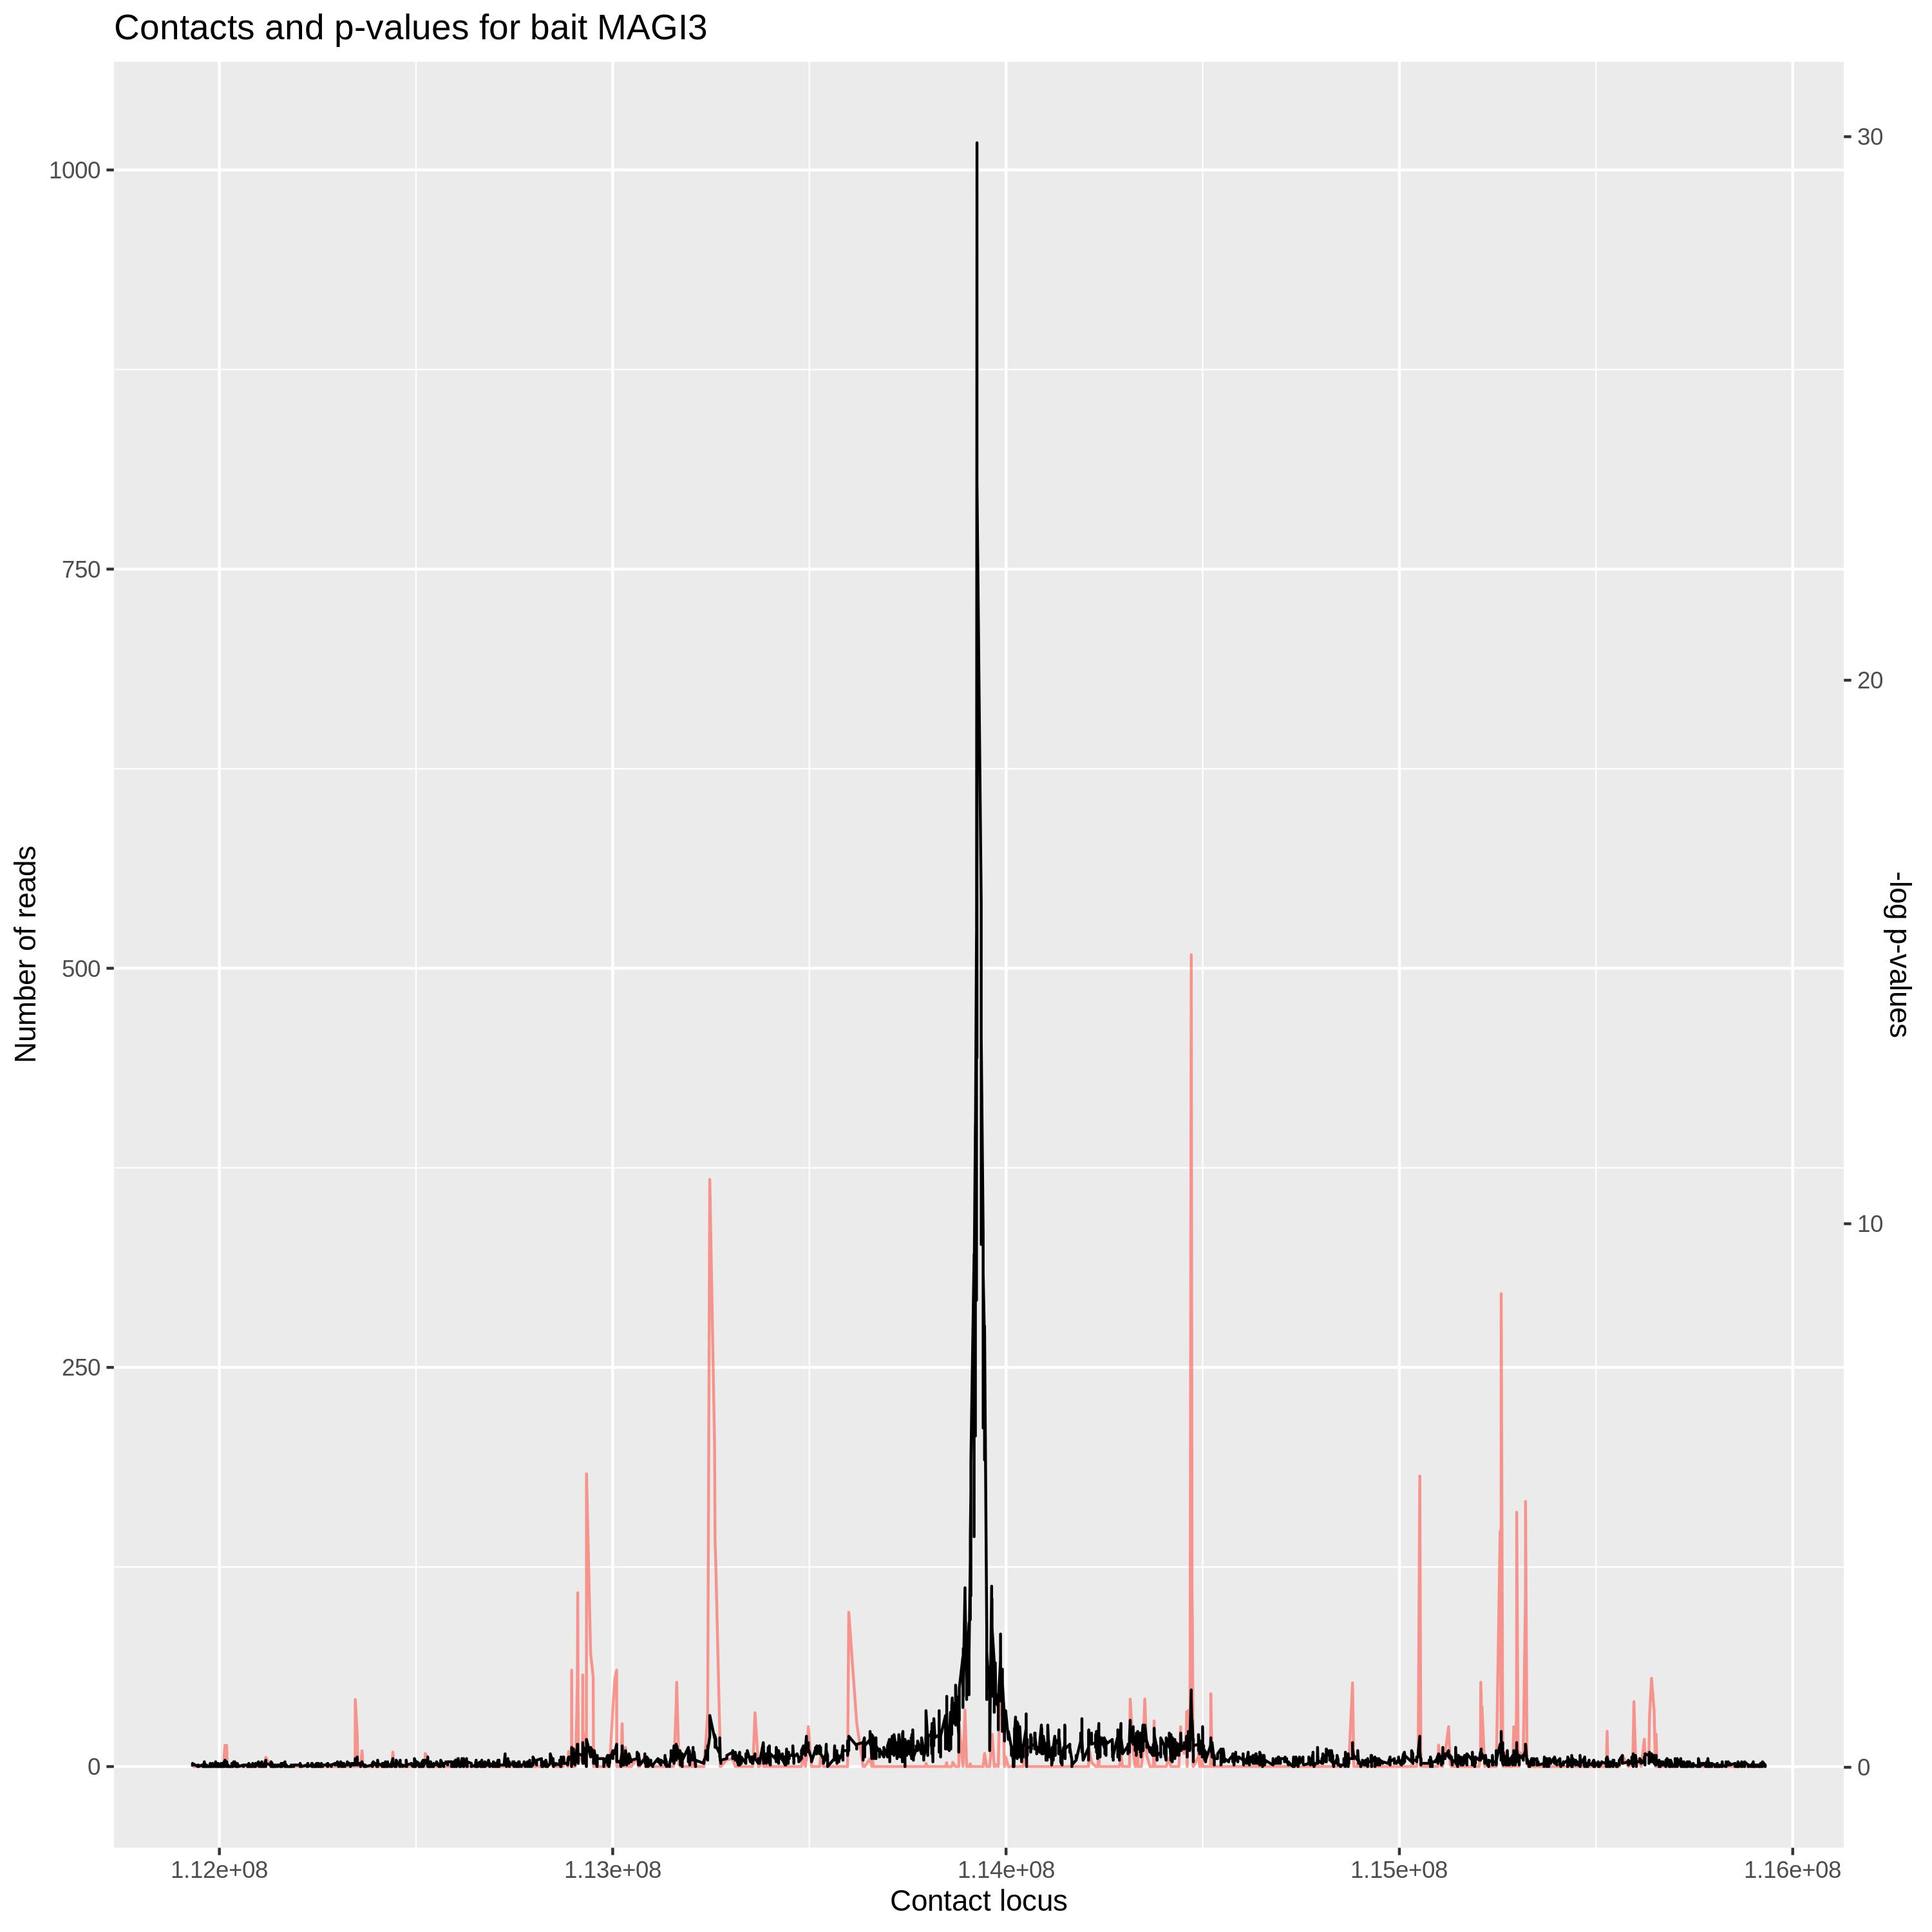 Contacts and p-values for bait MAGI3
1000
750
500
250
0
Number of reads
30
20
10
0
-log p-values
1.12e+08
1.13e+08
1.14e+08
1.15e+08
1.16e+08
Contact locus